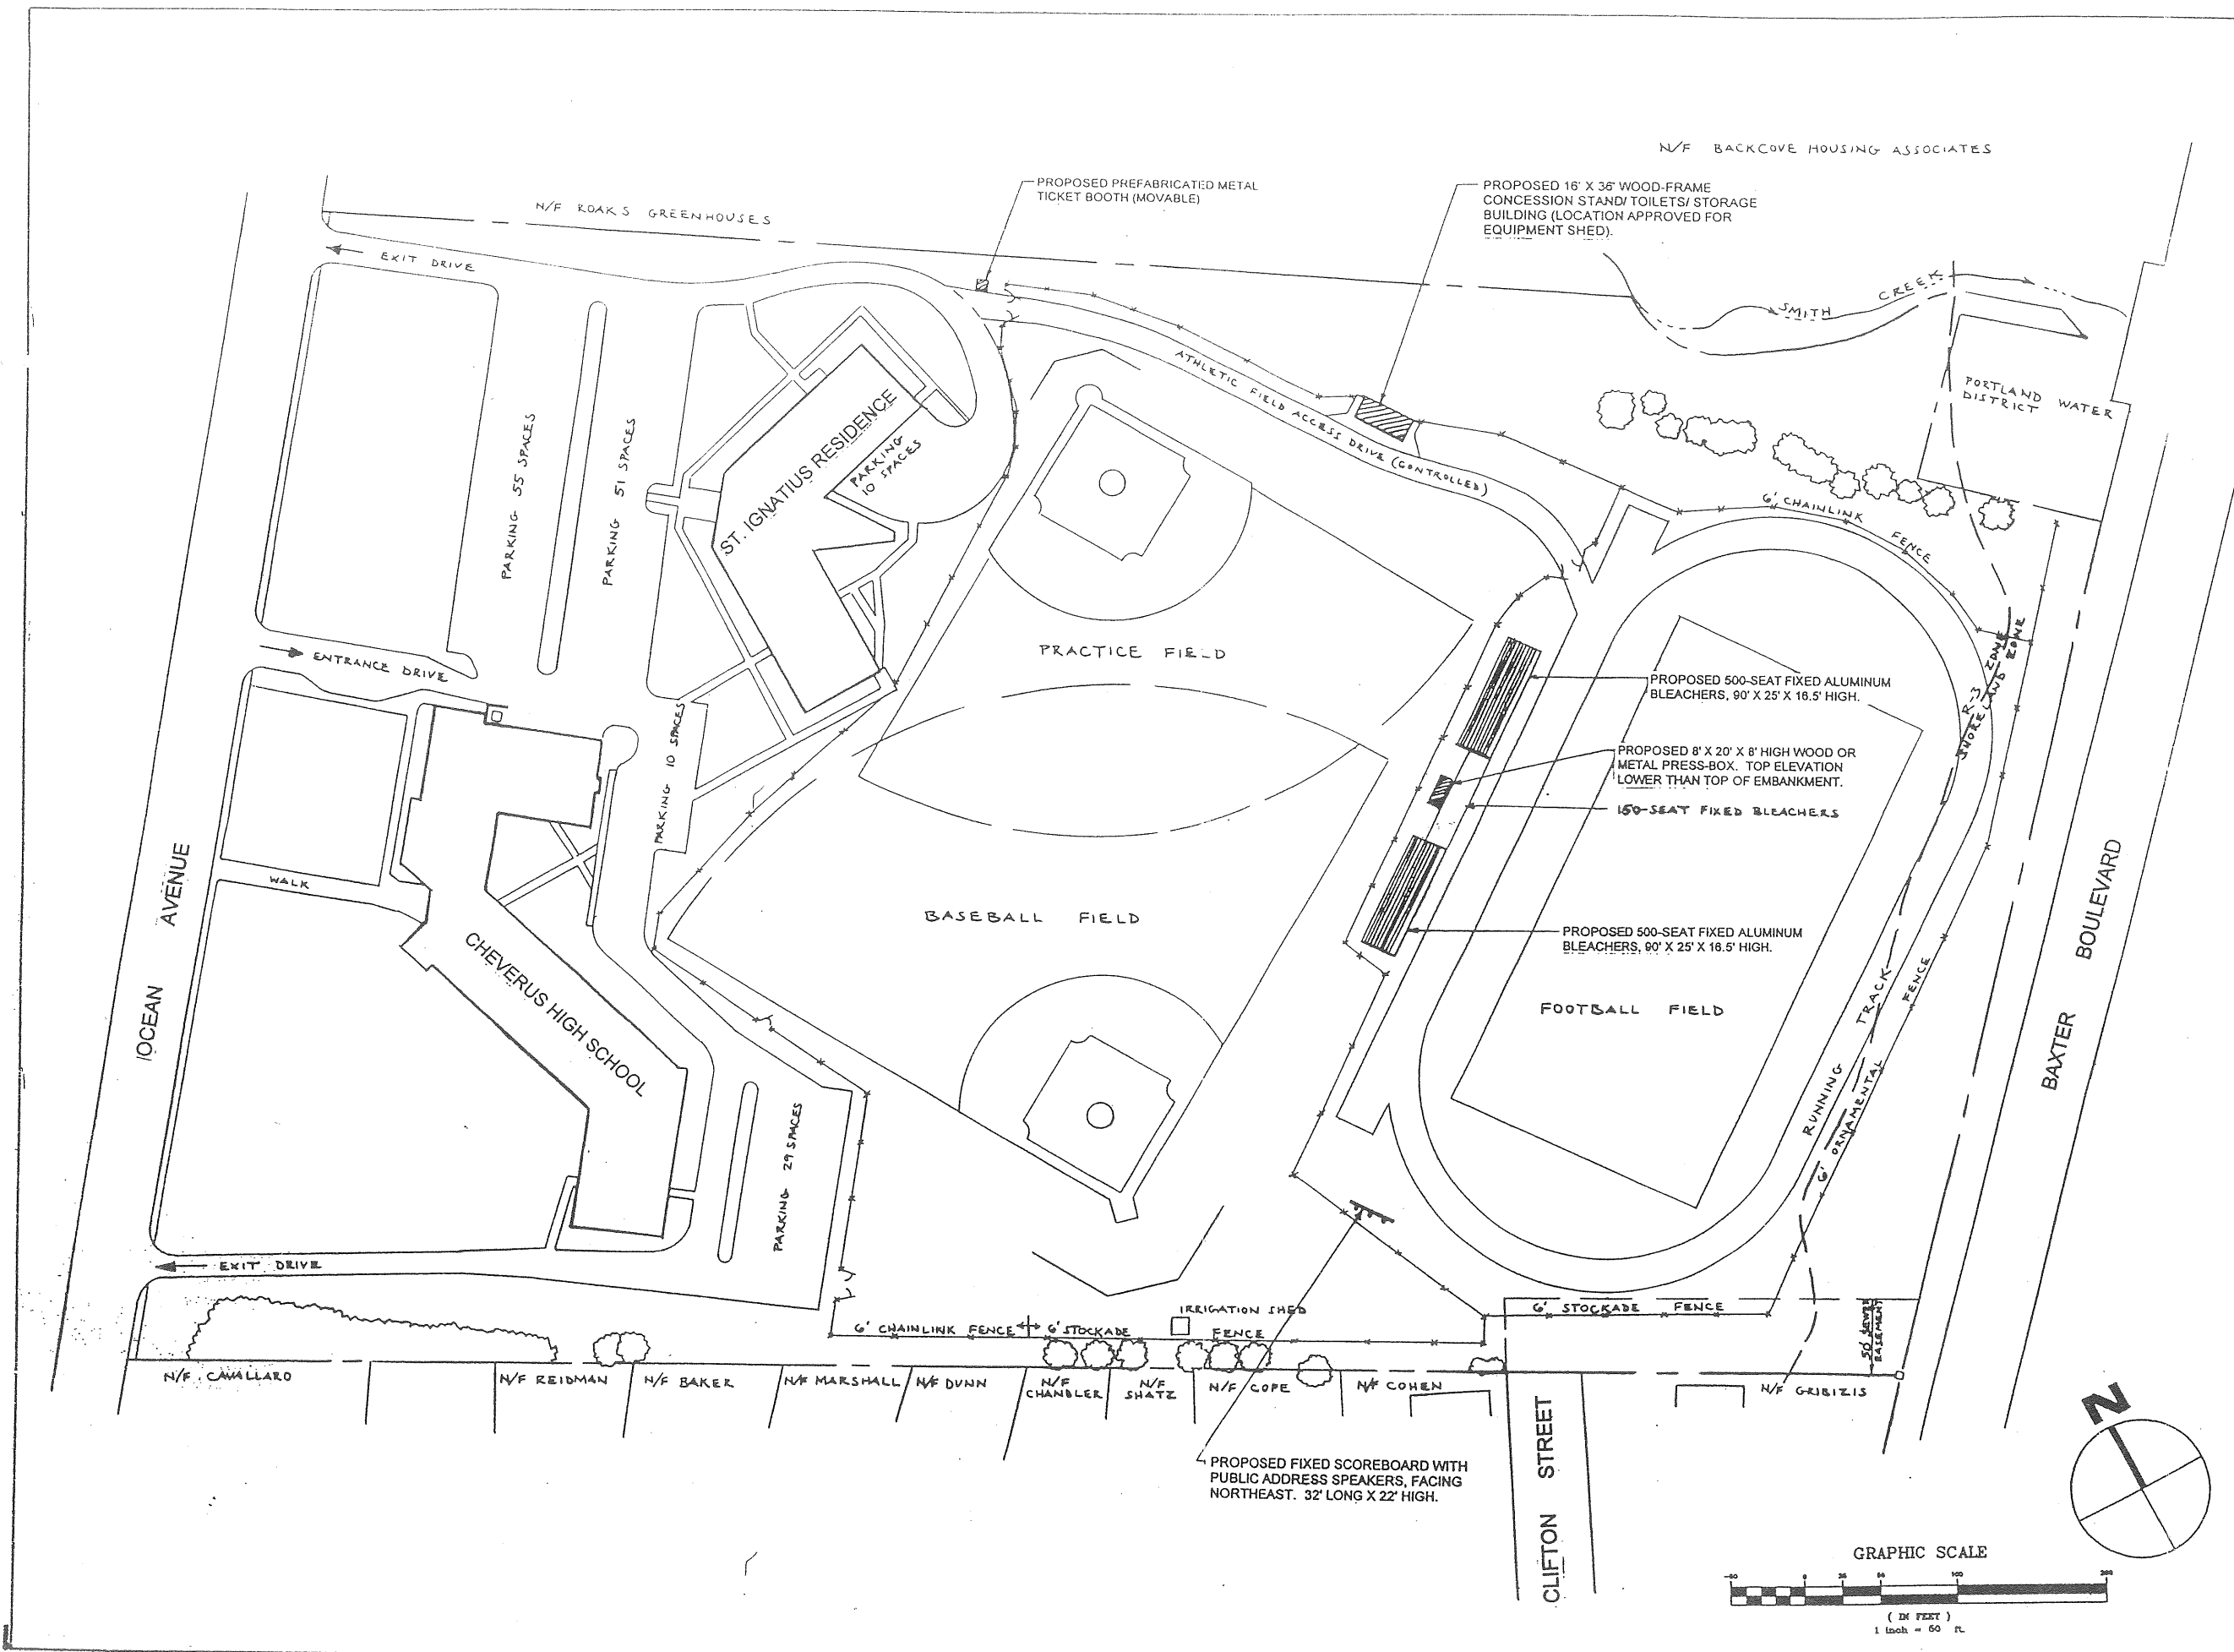 N/F BACKCOVE HOUSING ASSOCIATES
PROPOSED PREFABRICATED METAL
TICKET BOOTH (MOVABLE)
PROPOSED 16' X 36' WOOD-FRAME
CONCESSION STAND/ TOILETS/ STORAGE
BUILDING (LOCATION APPROVED FOR
EQUIPMENT SHED).
N/F ROAKS GREENHOUSES
EXIT DRIVE
SMITH CREEK
ATHLETIC FIELD ACCESS DRIVE (CONTROLLED)
PORTLAND WATER
DISTRICT
PARKING 55 SPACES
PARKING 51 SPACES
ST. IGNATIUS RESIDENCE
PARKING
10 SPACES
6' CHAINLINK FENCE
ENTRANCE DRIVE
PRACTICE FIELD
R-3 ZONE
SHORELAND ZONE
PROPOSED 500-SEAT FIXED ALUMINUM
BLEACHERS, 90' X 25' X 16.5' HIGH.
PARKING 10 SPACES
PROPOSED 8' X 20' X 8' HIGH WOOD OR
METAL PRESS-BOX. TOP ELEVATION
LOWER THAN TOP OF EMBANKMENT.
150-SEAT FIXED BLEACHERS
WALK
OCEAN AVENUE
BASEBALL FIELD
PROPOSED 500-SEAT FIXED ALUMINUM
BLEACHERS, 90' X 25' X 16.5' HIGH.
BAXTER BOULEVARD
CHEVERUS HIGH SCHOOL
FOOTBALL FIELD
RUNNING TRACK
6' ORNAMENTAL FENCE
PARKING 29 SPACES
EXIT DRIVE
IRRIGATION SHED
6' CHAINLINK FENCE
6' STOCKADE FENCE
6' STOCKADE FENCE
50' SEWER
EASEMENT
N/F CAVALLARO
N/F REIDMAN
N/F BAKER
N/F MARSHALL
N/F DUNN
N/F
CHANDLER
N/F
SHATZ
N/F COPE
N/F COHEN
N/F GRIBIZIS
CLIFTON STREET
PROPOSED FIXED SCOREBOARD WITH
PUBLIC ADDRESS SPEAKERS, FACING
NORTHEAST. 32' LONG X 22' HIGH.
N
GRAPHIC SCALE
0 25 50 100 200
( IN FEET )
1 inch = 50 ft.